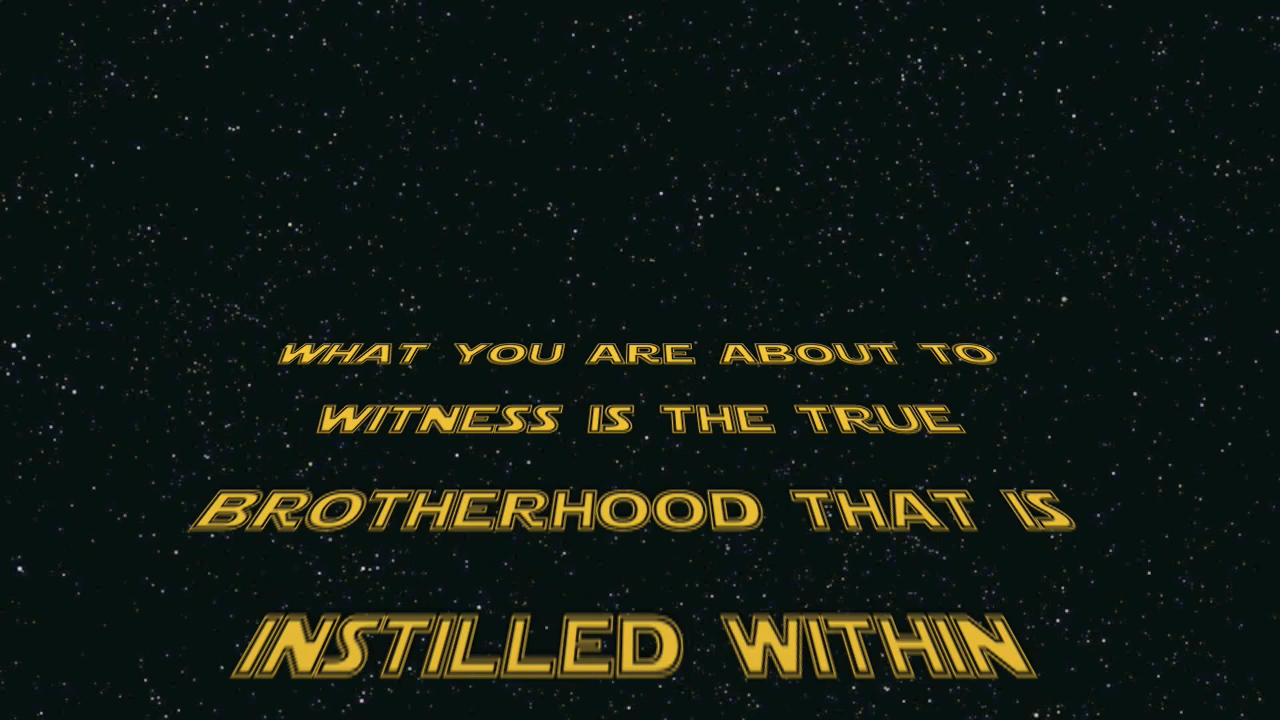 WHAT YOU ARE ABOUT TO
WITNESS IS THE TRUE
BROTHERHOOD THAT IS
INSTILLED WITHIN